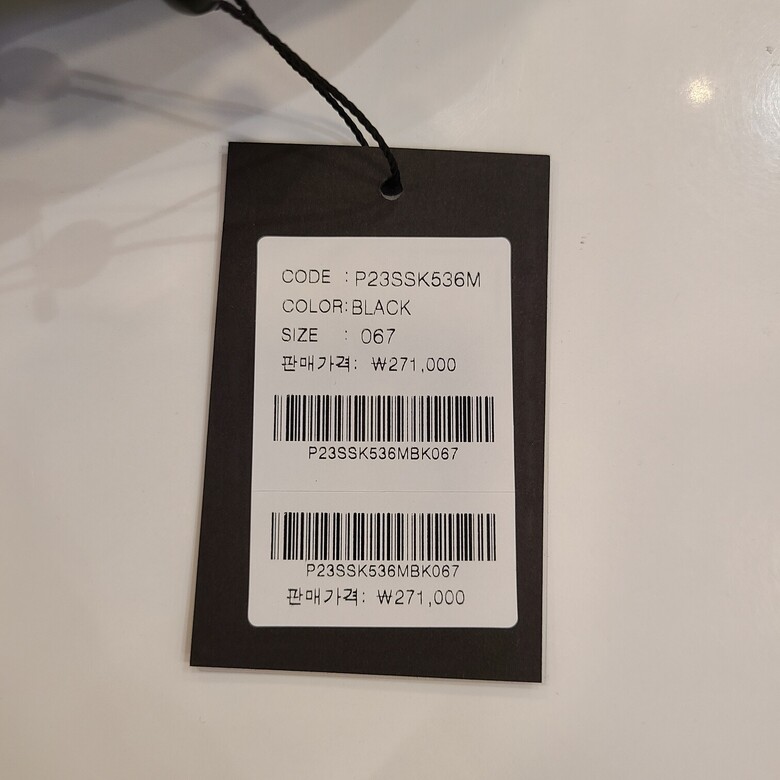 CODE : P23SSK536M
COLOR:BLACK
SIZE : 067
판매가격: ₩271,000
P23SSK536MBK067
P23SSK536MBK067
판매가격: ₩271,000